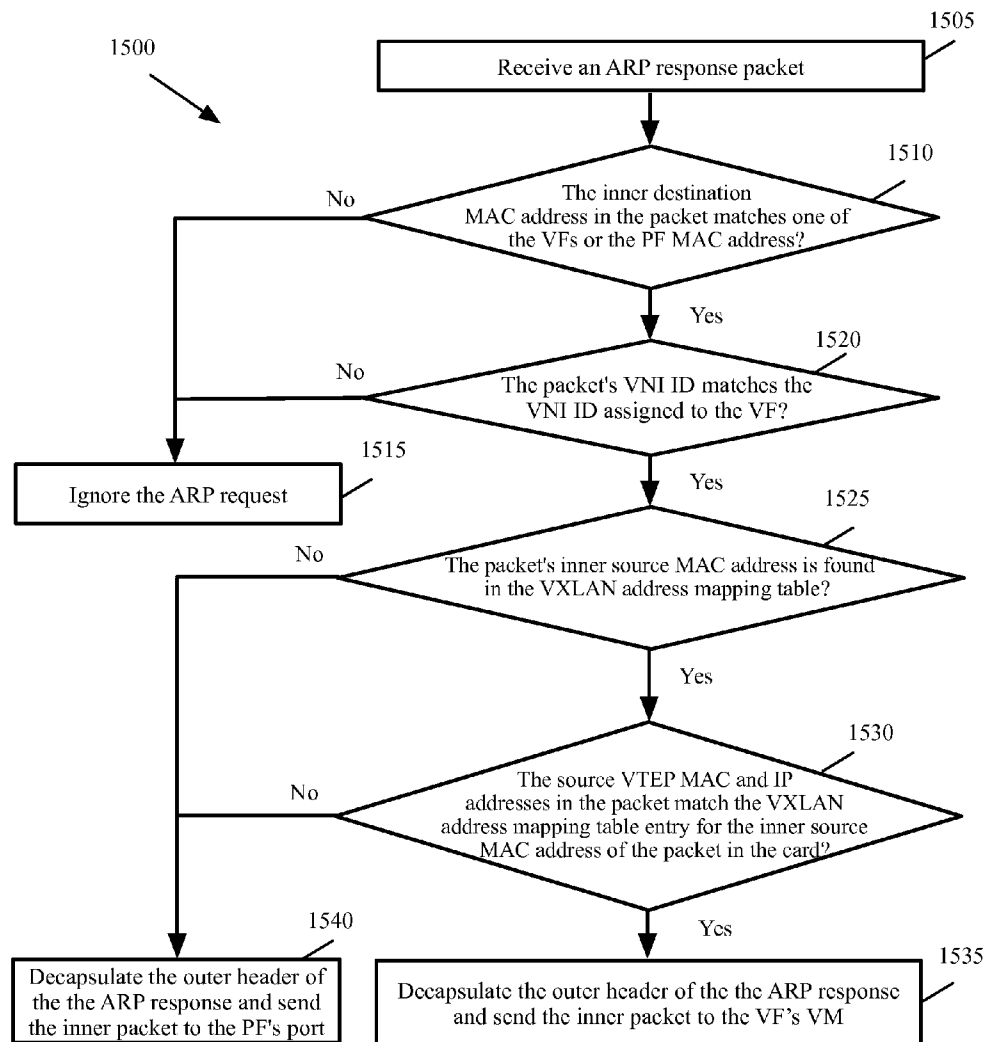 1505
1500
Receive an ARP response packet
1510
No
The inner destination
MAC address in the packet matches one of
the VFs or the PF MAC address?
Yes
1520
No
The packet's VNI ID matches the
VNI ID assigned to the VF?
1515
Ignore the ARP request
Yes
1525
No
The packet's inner source MAC address is found
in the VXLAN address mapping table?
Yes
1530
No
The source VTEP MAC and IP
addresses in the packet match the VXLAN
address mapping table entry for the inner source
MAC address of the packet in the card?
Yes
1540
Decapsulate the outer header of
the the ARP response and send
the inner packet to the PF's port
1535
Decapsulate the outer header of the the ARP response
and send the inner packet to the VF's VM